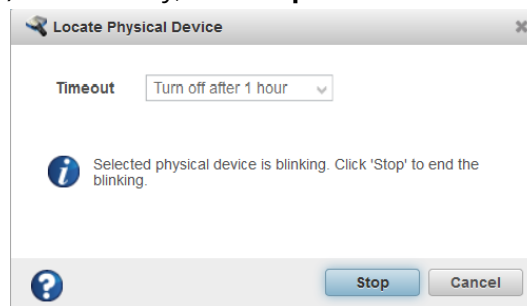 Locate Physical Device
Timeout Turn off after 1 hour
Selected physical device is blinking. Click 'Stop' to end the
blinking.
Stop Cancel